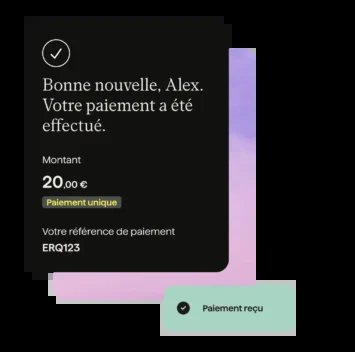 Bonne nouvelle, Alex.
Votre paiement a été
effectué.
Montant
20,00 €
Paiement unique
Votre référence de paiement
ERQ123
Paiement reçu